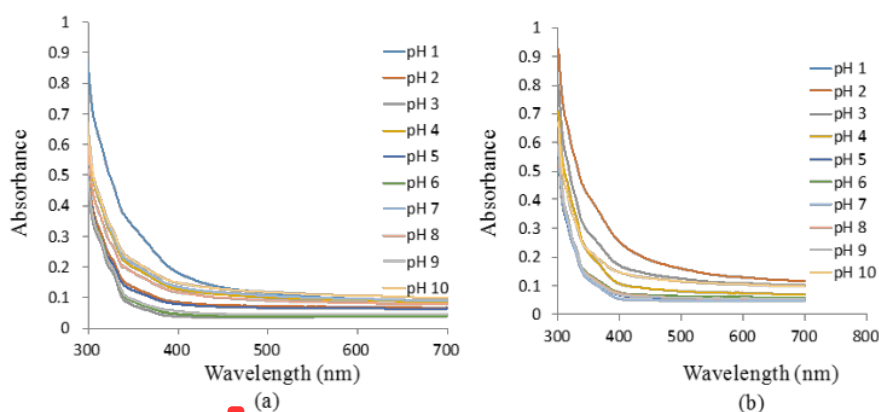 1
0.9
0.8
0.7
0.6
0.5
0.4
0.3
0.2
0.1
0
Absorbance
300 400 500 600 700
Wavelength (nm)
(a)
pH 1
pH 2
pH 3
pH 4
pH 5
pH 6
pH 7
pH 8
pH 9
pH 10
1
0.9
0.8
0.7
0.6
0.5
0.4
0.3
0.2
0.1
0
Absorbance
300 400 500 600 700 800
Wavelength (nm)
(b)
pH 1
pH 2
pH 3
pH 4
pH 5
pH 6
pH 7
pH 8
pH 9
pH 10